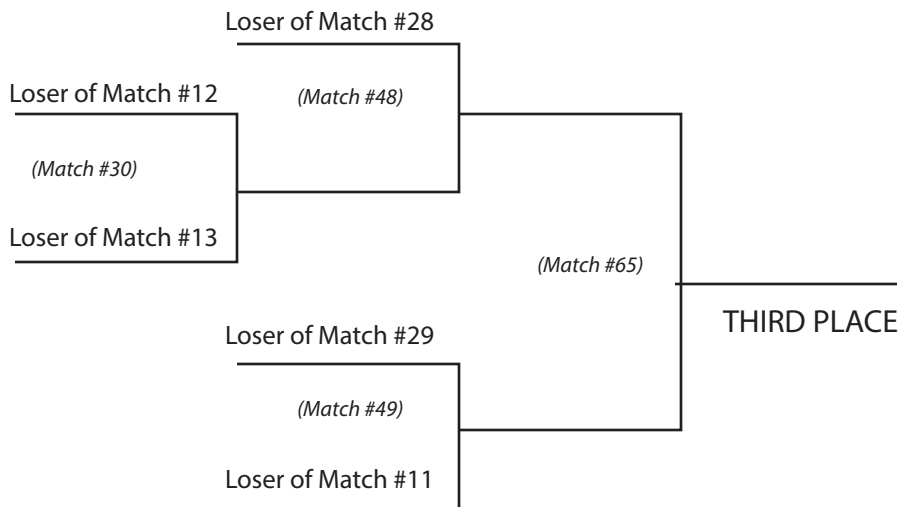 Loser of Match #28
Loser of Match #12
(Match #48)
(Match #30)
Loser of Match #13
(Match #65)
THIRD PLACE
Loser of Match #29
(Match #49)
Loser of Match #11